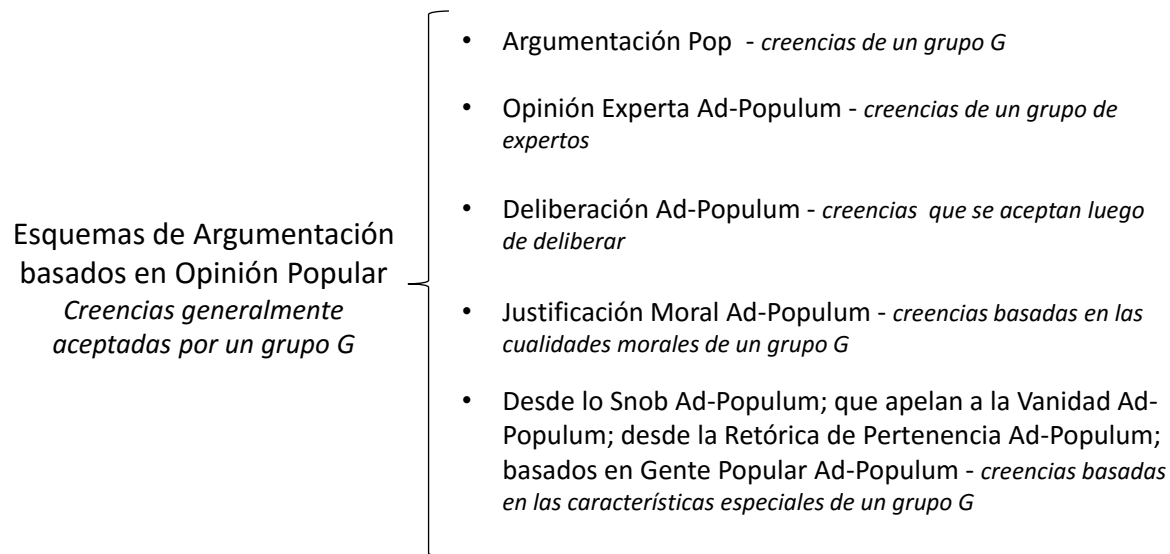 Esquemas de Argumentación
basados en Opinión Popular
Creencias generalmente
aceptadas por un grupo G
• Argumentación Pop - creencias de un grupo G
• Opinión Experta Ad-Populum - creencias de un grupo de
expertos
• Deliberación Ad-Populum - creencias que se aceptan luego
de deliberar
• Justificación Moral Ad-Populum - creencias basadas en las
cualidades morales de un grupo G
• Desde lo Snob Ad-Populum; que apelan a la Vanidad Ad-
Populum; desde la Retórica de Pertenencia Ad-Populum;
basados en Gente Popular Ad-Populum - creencias basadas
en las características especiales de un grupo G